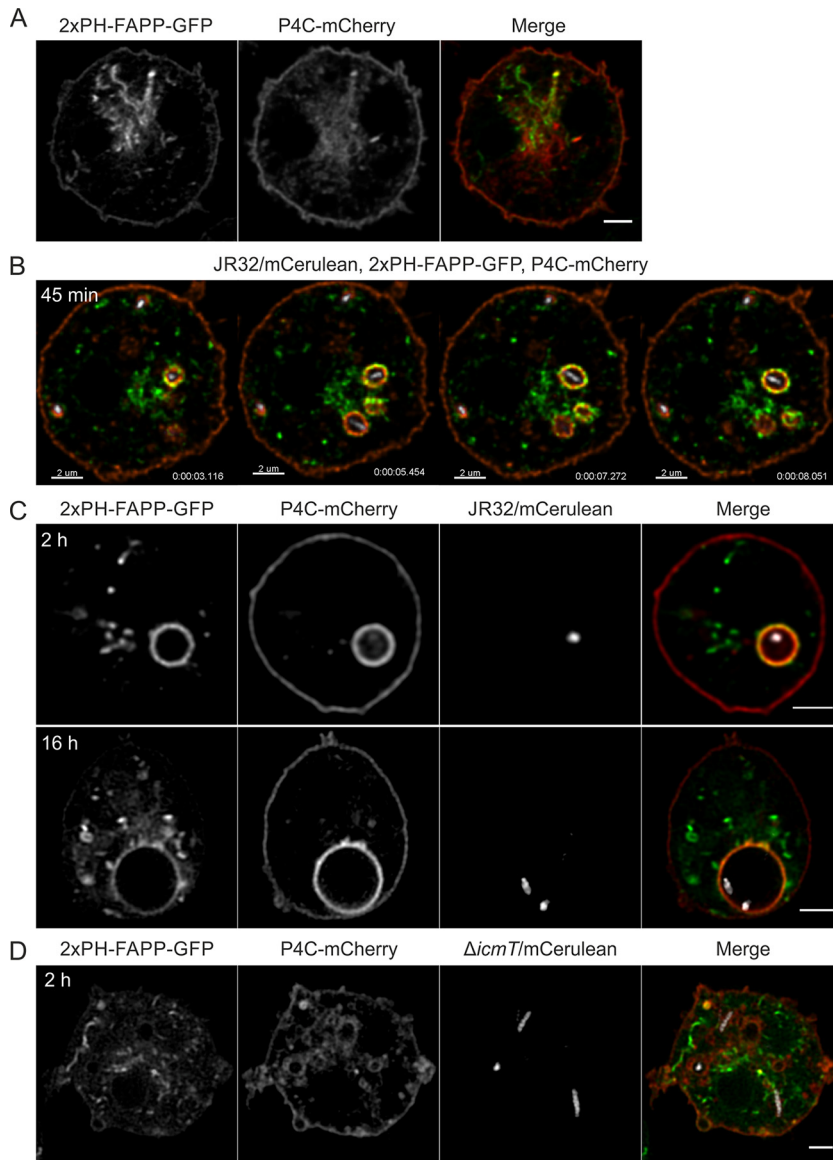 A
2xPH-FAPP-GFP P4C-mCherry Merge
B
JR32/mCerulean, 2xPH-FAPP-GFP, P4C-mCherry
45 min
2 um 0:00:03.116 2 um 0:00:05.454 2 um 0:00:07.272 2 um 0:00:08.051
C
2xPH-FAPP-GFP P4C-mCherry JR32/mCerulean Merge
2 h
16 h
D
2xPH-FAPP-GFP P4C-mCherry ΔicmT/mCerulean Merge
2 h